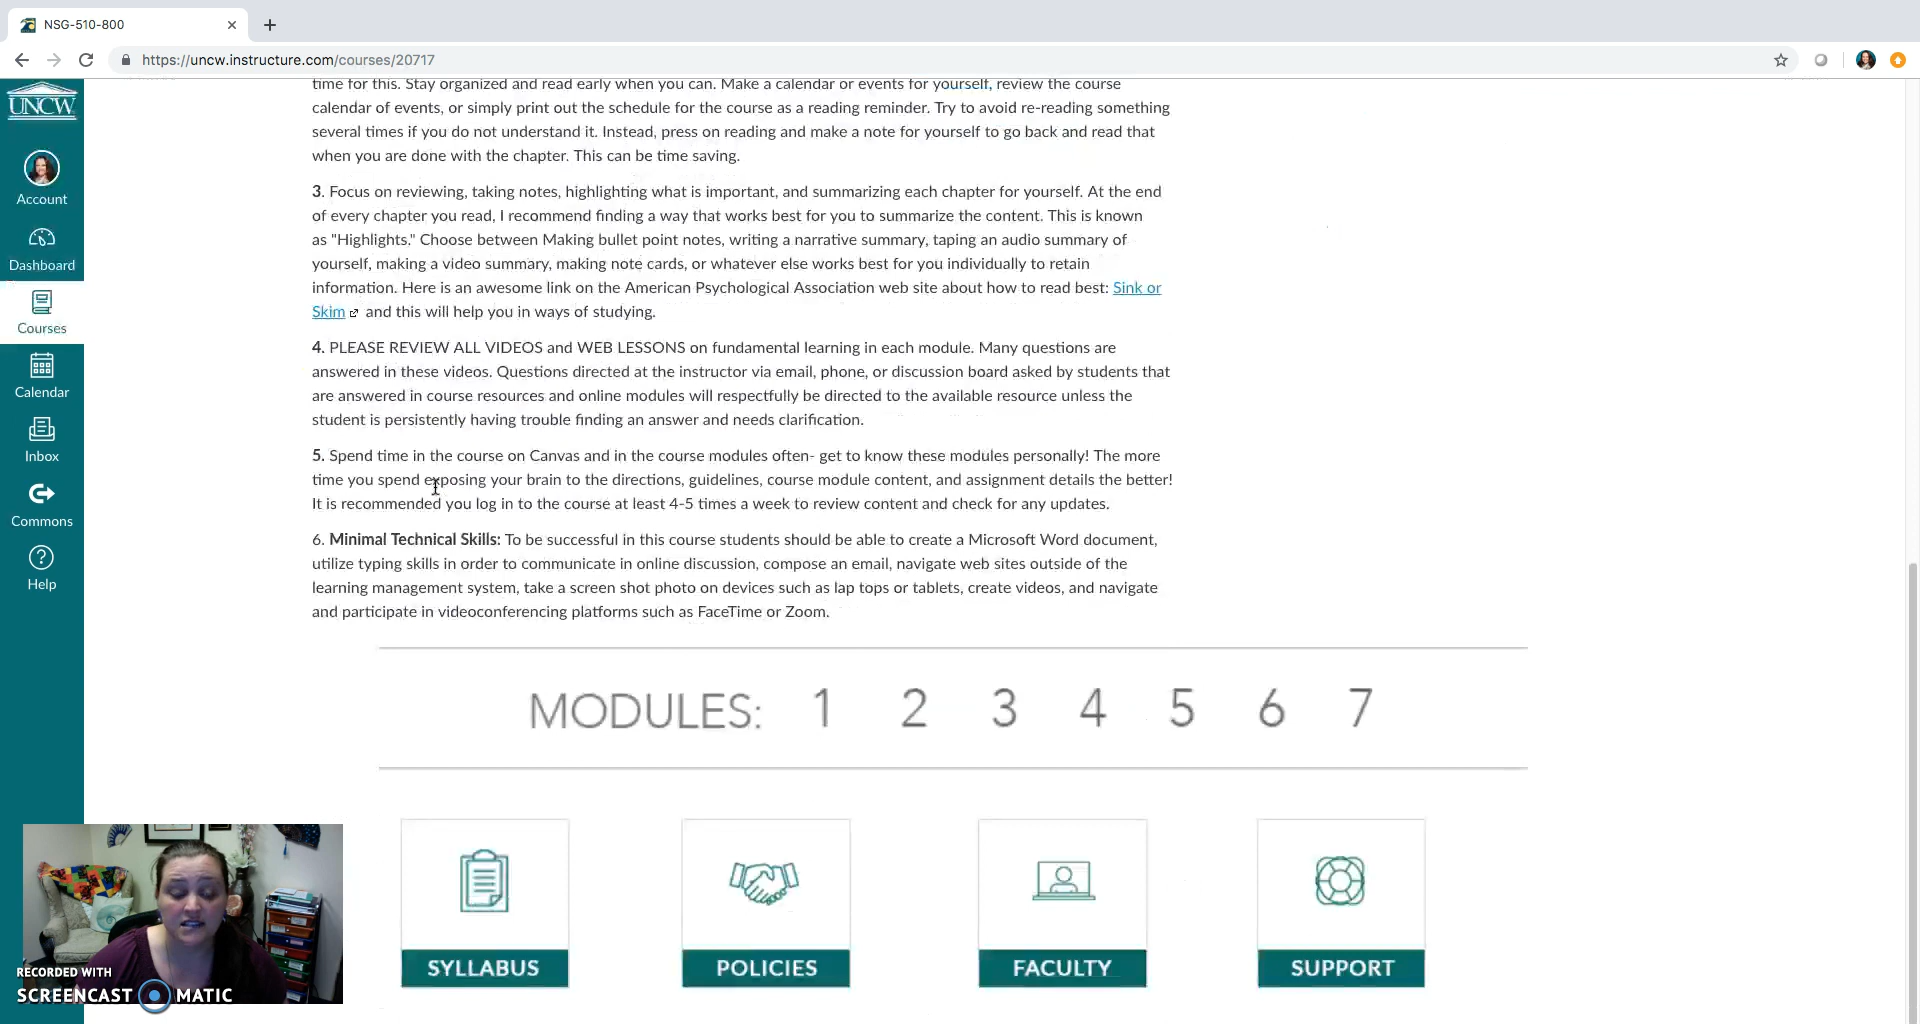 NSG-510-800
https://uncw.instructure.com/courses/20717
UNCW
Account
Dashboard
Courses
Calendar
Inbox
Commons
Help
time for this. Stay organized and read early when you can. Make a calendar or events for yourself, review the course
calendar of events, or simply print out the schedule for the course as a reading reminder. Try to avoid re-reading something
several times if you do not understand it. Instead, press on reading and make a note for yourself to go back and read that
when you are done with the chapter. This can be time saving.
3. Focus on reviewing, taking notes, highlighting what is important, and summarizing each chapter for yourself. At the end
of every chapter you read, I recommend finding a way that works best for you to summarize the content. This is known
as "Highlights." Choose between Making bullet point notes, writing a narrative summary, taping an audio summary of
yourself, making a video summary, making note cards, or whatever else works best for you individually to retain
information. Here is an awesome link on the American Psychological Association web site about how to read best: Sink or
Skim and this will help you in ways of studying.
4. PLEASE REVIEW ALL VIDEOS and WEB LESSONS on fundamental learning in each module. Many questions are
answered in these videos. Questions directed at the instructor via email, phone, or discussion board asked by students that
are answered in course resources and online modules will respectfully be directed to the available resource unless the
student is persistently having trouble finding an answer and needs clarification.
5. Spend time in the course on Canvas and in the course modules often- get to know these modules personally! The more
time you spend exposing your brain to the directions, guidelines, course module content, and assignment details the better!
It is recommended you log in to the course at least 4-5 times a week to review content and check for any updates.
6. Minimal Technical Skills: To be successful in this course students should be able to create a Microsoft Word document,
utilize typing skills in order to communicate in online discussion, compose an email, navigate web sites outside of the
learning management system, take a screen shot photo on devices such as lap tops or tablets, create videos, and navigate
and participate in videoconferencing platforms such as FaceTime or Zoom.
MODULES: 1 2 3 4 5 6 7
SYLLABUS
POLICIES
FACULTY
SUPPORT
RECORDED WITH
SCREENCAST MATIC